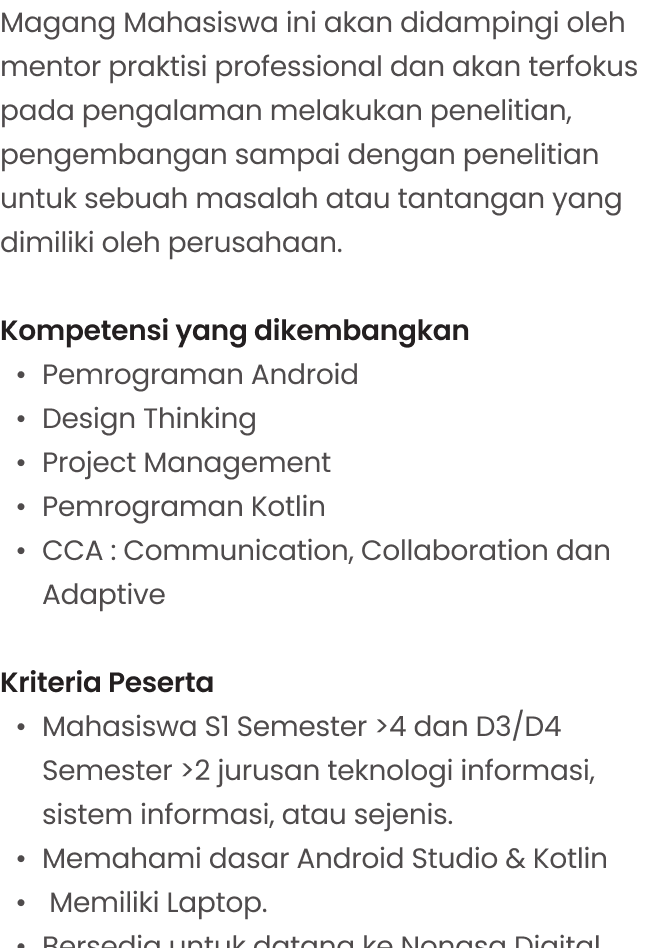 Magang Mahasiswa ini akan didampingi oleh
mentor praktisi professional dan akan terfokus
pada pengalaman melakukan penelitian,
pengembangan sampai dengan penelitian
untuk sebuah masalah atau tantangan yang
dimiliki oleh perusahaan.
Kompetensi yang dikembangkan
• Pemrograman Android
• Design Thinking
• Project Management
• Pemrograman Kotlin
• CCA : Communication, Collaboration dan
Adaptive
Kriteria Peserta
• Mahasiswa S1 Semester >4 dan D3/D4
Semester >2 jurusan teknologi informasi,
sistem informasi, atau sejenis.
• Memahami dasar Android Studio & Kotlin
• Memiliki Laptop.
• Bersedia untuk datang ke Nongsa Digital